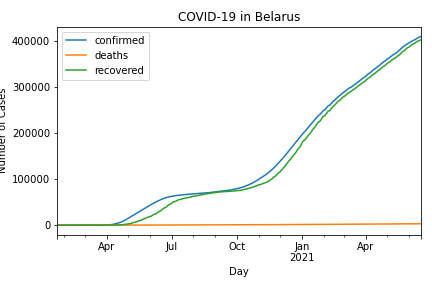 COVID-19 in Belarus
confirmed
deaths
recovered
Number of Cases
400000
300000
200000
100000
0
Apr Jul Oct Jan Apr
2021
Day